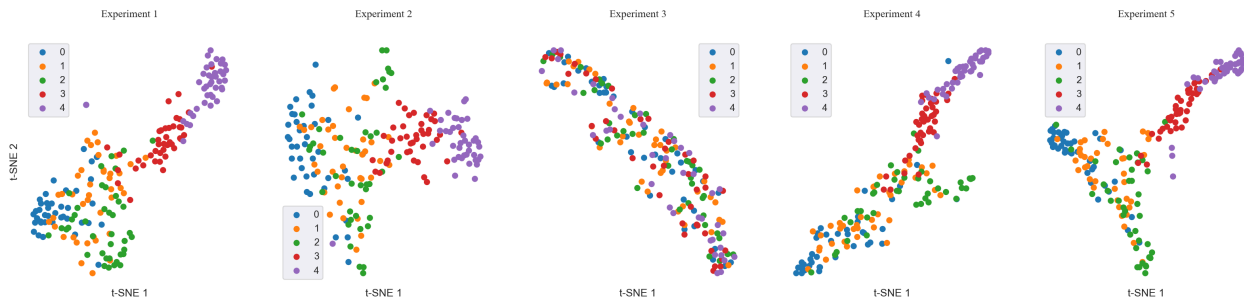 Experiment 1
Experiment 2
Experiment 3
Experiment 4
Experiment 5
0
1
2
3
4
0
1
2
3
4
0
1
2
3
4
0
1
2
3
4
0
1
2
3
4
t-SNE 2
t-SNE 1
t-SNE 1
t-SNE 1
t-SNE 1
t-SNE 1